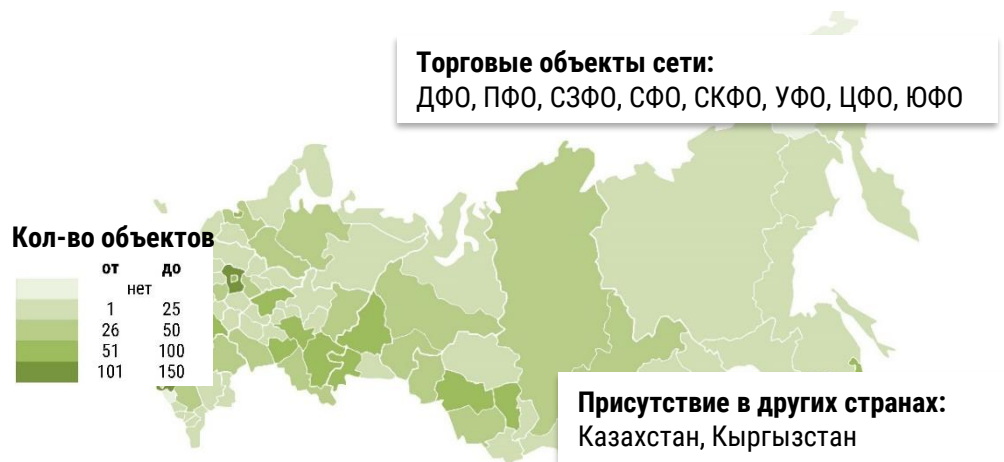 Торговые объекты сети:
ДФО, ПФО, СЗФО, СФО, СКФО, УФО, ЦФО, ЮФО
Кол-во объектов
от до
нет
1 25
26 50
51 100
101 150
Присутствие в других странах:
Казахстан, Кыргызстан